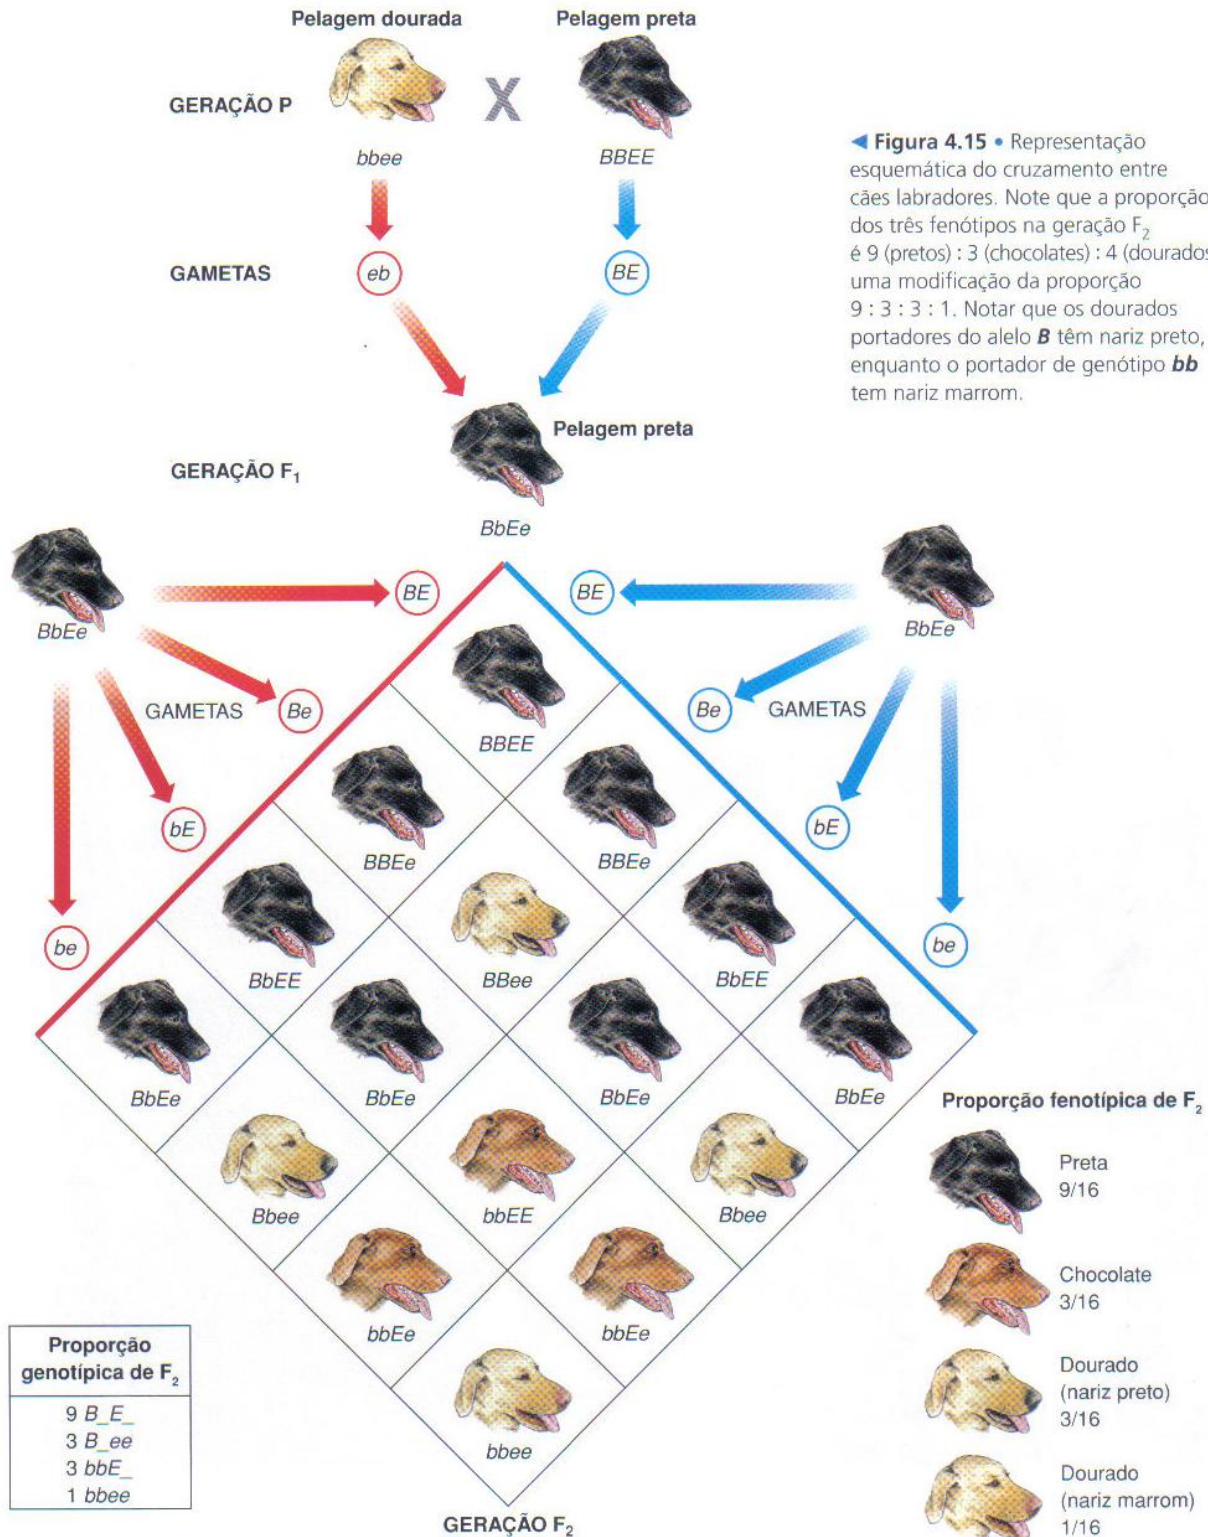 Pelagem dourada
Pelagem preta
GERAÇÃO P
X
bbee
BBEE
◄ Figura 4.15 • Representação
esquemática do cruzamento entre
cães labradores. Note que a proporção
dos três fenótipos na geração F₂
é 9 (pretos) : 3 (chocolates) : 4 (dourados
uma modificação da proporção
9 : 3 : 3 : 1. Notar que os dourados
portadores do alelo B têm nariz preto,
enquanto o portador de genótipo bb
tem nariz marrom.
GAMETAS
eb
BE
Pelagem preta
GERAÇÃO F₁
BbEe
BbEe
BbEe
BE
BE
GAMETAS
Be
Be
GAMETAS
bE
bE
be
be
BBEE
BBEe
BBEe
BbEE
BBee
BbEE
BbEe
BbEe
BbEe
BbEe
Bbee
bbEE
Bbee
bbEe
bbEe
bbee
GERAÇÃO F₂
Proporção
genotípica de F₂
9 B_E_
3 B_ee
3 bbE_
1 bbee
Proporção fenotípica de F₂
Preta
9/16
Chocolate
3/16
Dourado
(nariz preto)
3/16
Dourado
(nariz marrom)
1/16